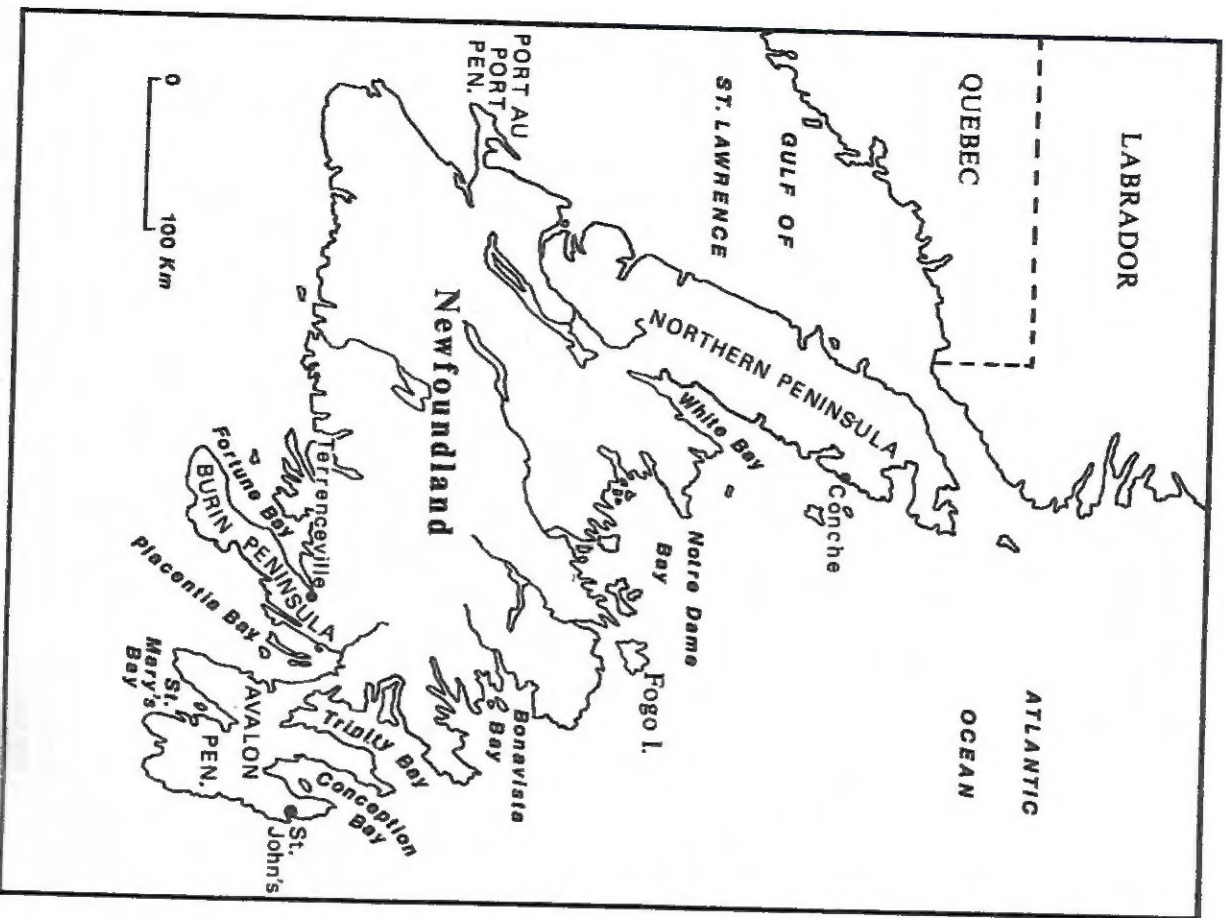 LABRADOR
QUEBEC
GULF OF
ST. LAWRENCE
ATLANTIC
OCEAN
PORT AU
PORT
PEN.
NORTHERN PENINSULA
Conche
White Bay
Notre Dame
Bay
Fogo I.
Newfoundland
Bonavista
Bay
Terrenceville
Fortune Bay
BURIN PENINSULA
Placentia Bay
Trinity Bay
Conception
Bay
AVALON
PEN.
St.
Mary's
Bay
St.
John's
0 100 Km